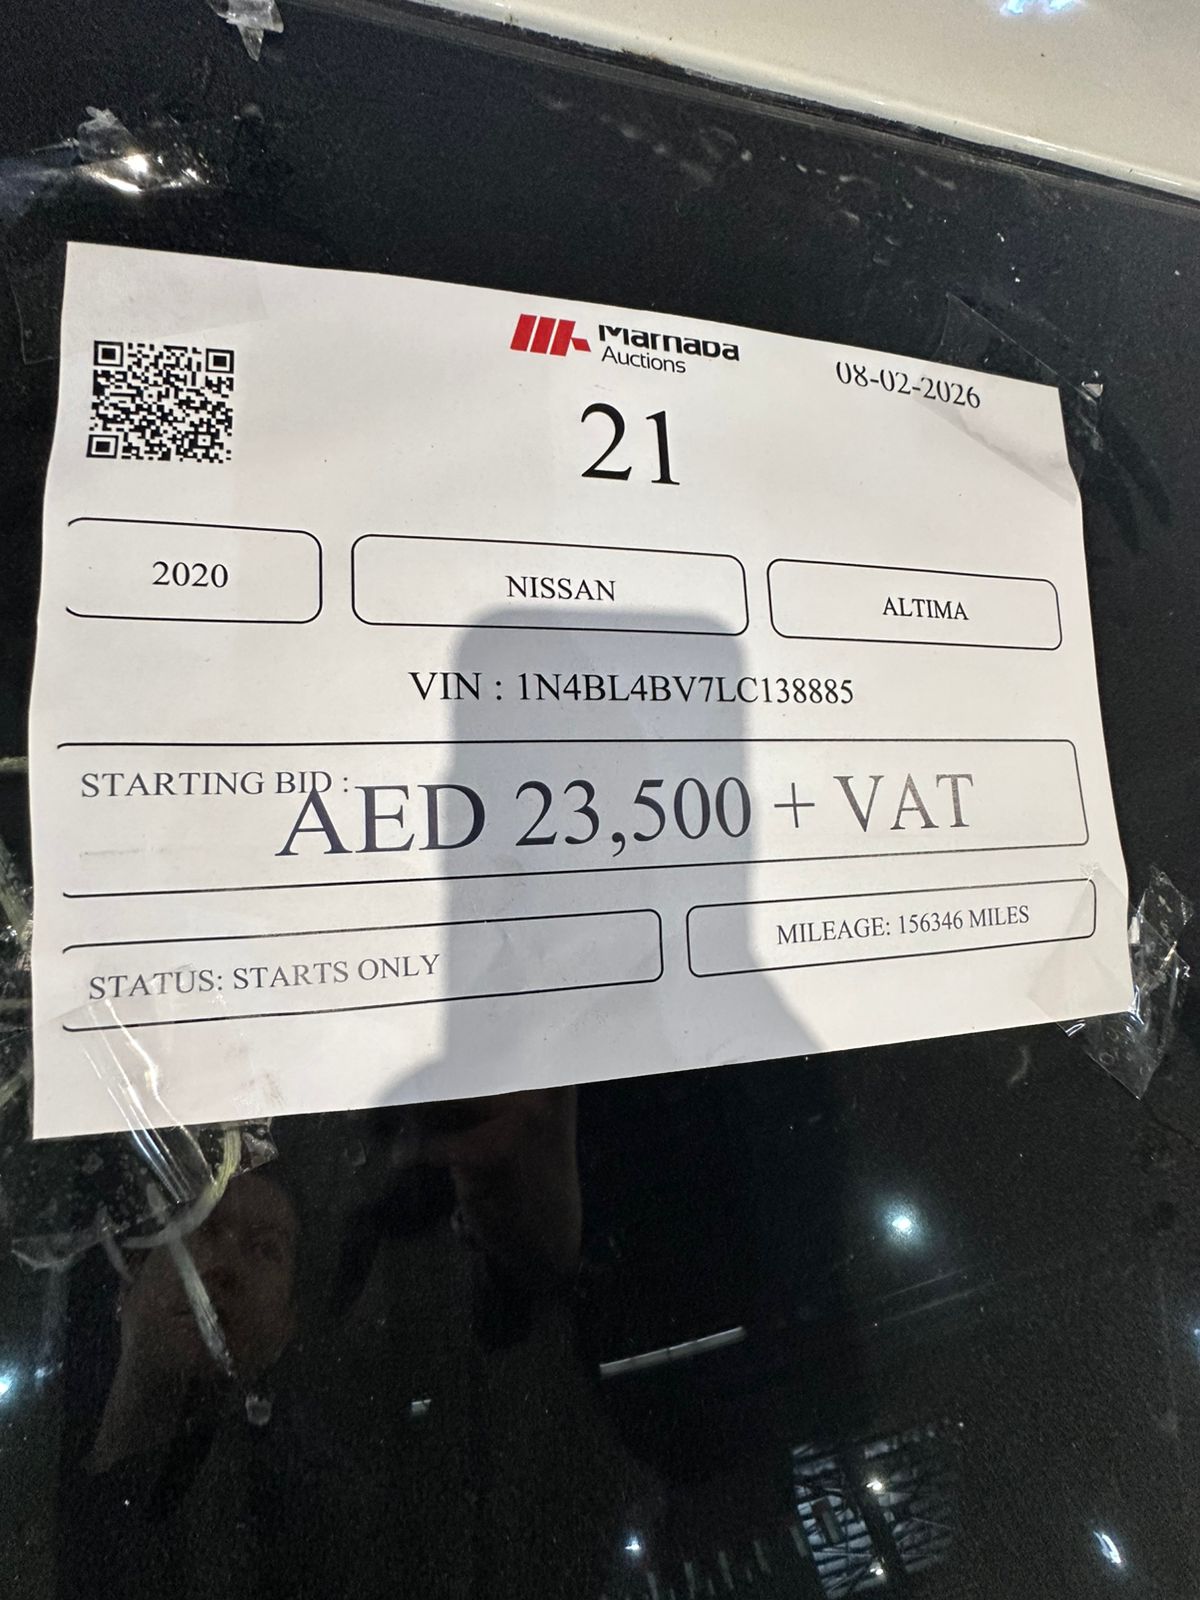 Marhaba
Auctions
08-02-2026
21
2020
NISSAN
ALTIMA
VIN : 1N4BL4BV7LC138885
STARTING BID :
AED 23,500 + VAT
STATUS: STARTS ONLY
MILEAGE: 156346 MILES